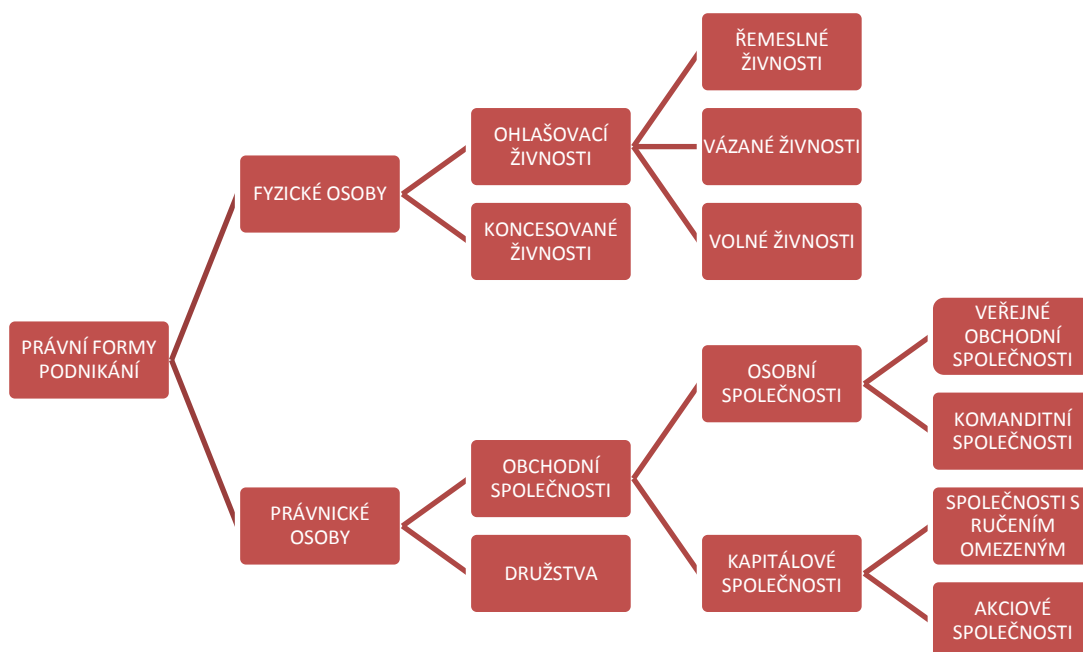 PRÁVNÍ FORMY
PODNIKÁNÍ
FYZICKÉ OSOBY
OHLAŠOVACÍ
ŽIVNOSTI
ŘEMESLNÉ
ŽIVNOSTI
VÁZANÉ ŽIVNOSTI
VOLNÉ ŽIVNOSTI
KONCESOVANÉ
ŽIVNOSTI
PRÁVNICKÉ
OSOBY
OBCHODNÍ
SPOLEČNOSTI
OSOBNÍ
SPOLEČNOSTI
VEŘEJNÉ
OBCHODNÍ
SPOLEČNOSTI
KOMANDITNÍ
SPOLEČNOSTI
KAPITÁLOVÉ
SPOLEČNOSTI
SPOLEČNOSTI S
RUČENÍM
OMEZENÝM
AKCIOVÉ
SPOLEČNOSTI
DRUŽSTVA